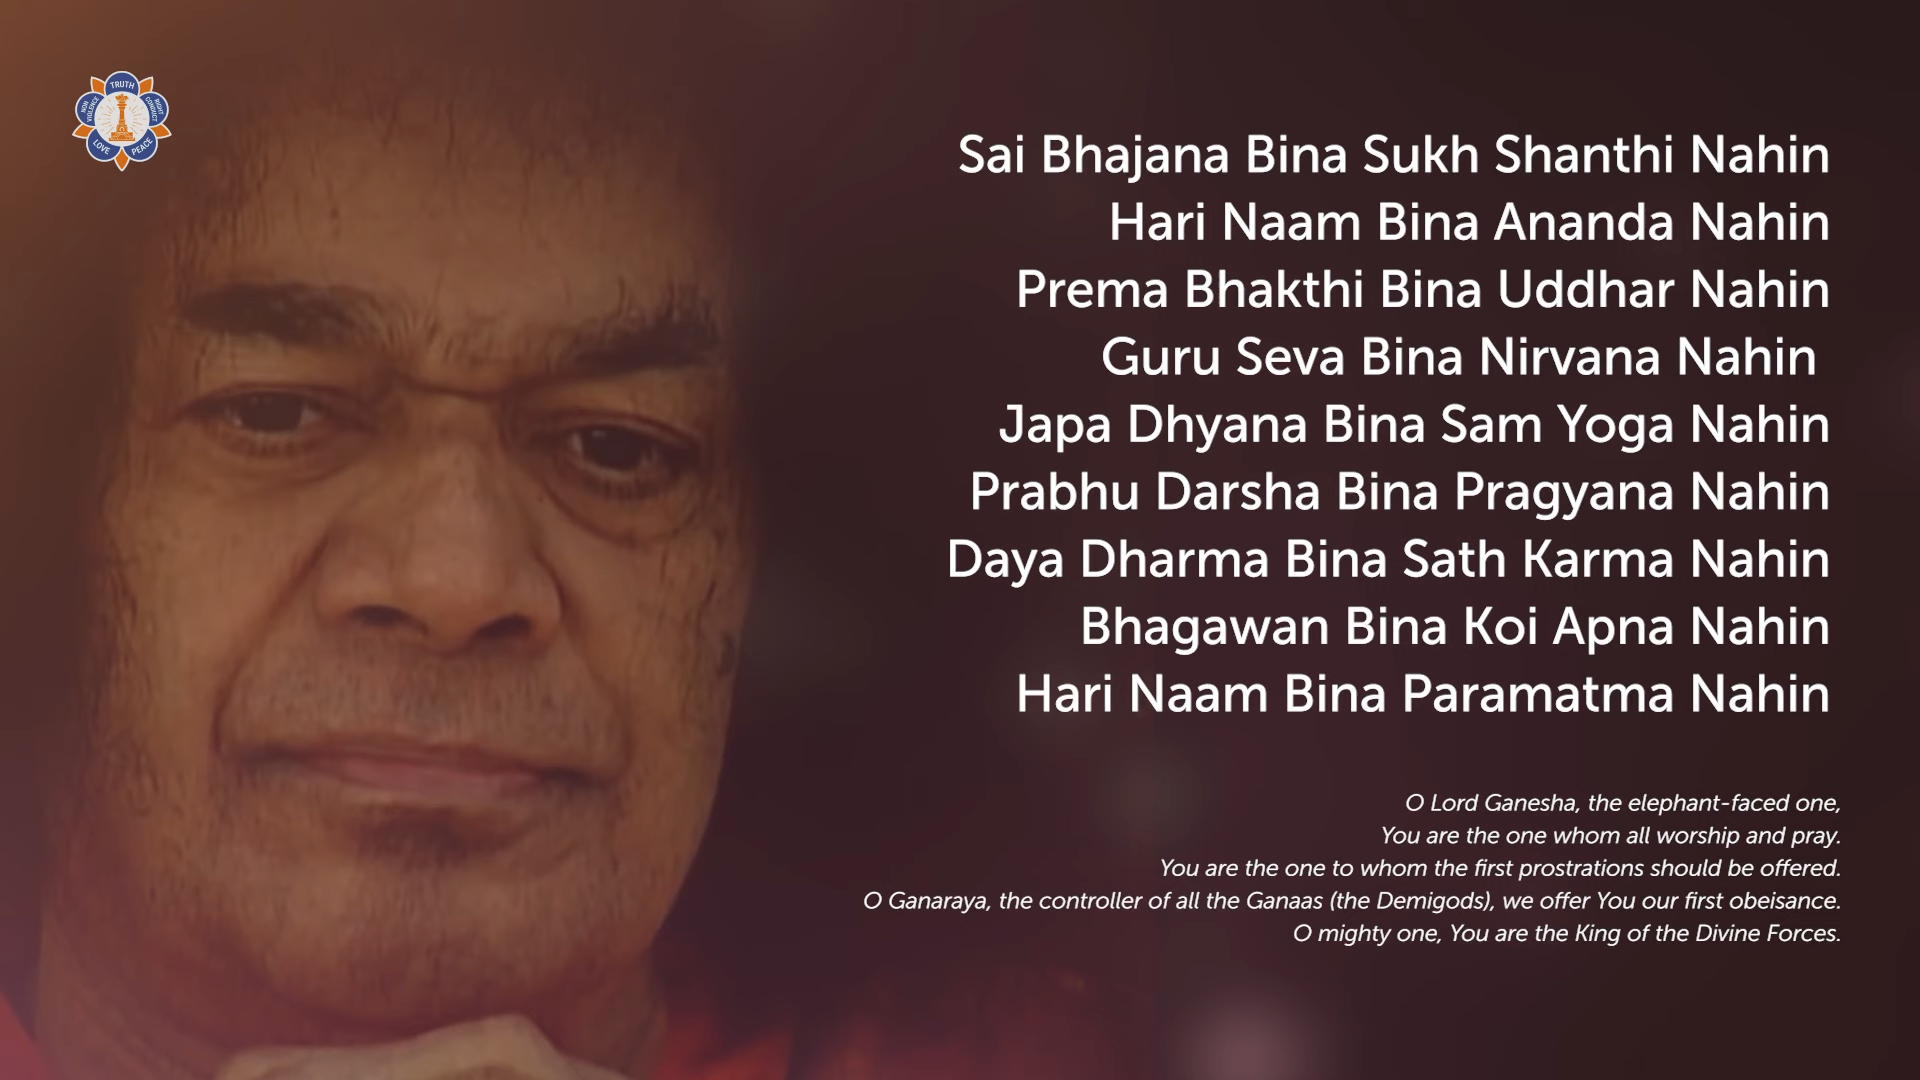 TRUTH
RIGHT CONDUCT
PEACE
LOVE
NON VIOLENCE
Sai Bhajana Bina Sukh Shanthi Nahin
Hari Naam Bina Ananda Nahin
Prema Bhakthi Bina Uddhar Nahin
Guru Seva Bina Nirvana Nahin
Japa Dhyana Bina Sam Yoga Nahin
Prabhu Darsha Bina Pragyana Nahin
Daya Dharma Bina Sath Karma Nahin
Bhagawan Bina Koi Apna Nahin
Hari Naam Bina Paramatma Nahin
O Lord Ganesha, the elephant-faced one,
You are the one whom all worship and pray.
You are the one to whom the first prostrations should be offered.
O Ganaraya, the controller of all the Ganaas (the Demigods), we offer You our first obeisance.
O mighty one, You are the King of the Divine Forces.